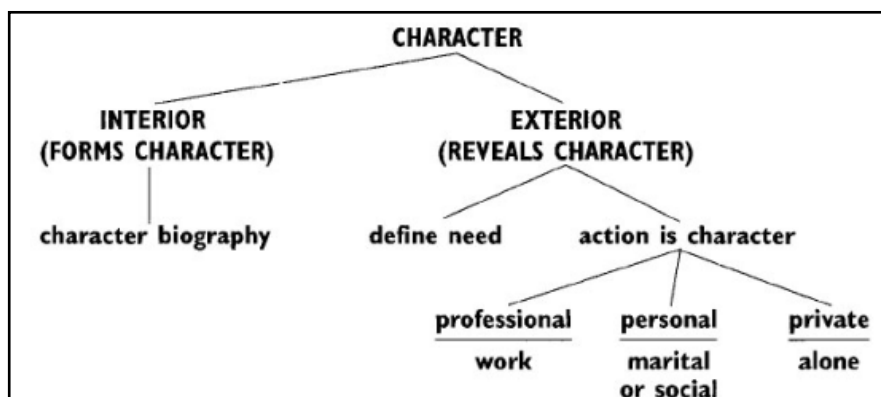 CHARACTER
INTERIOR
(FORMS CHARACTER)
EXTERIOR
(REVEALS CHARACTER)
character biography
define need
action is character
professional
work
personal
marital
or social
private
alone